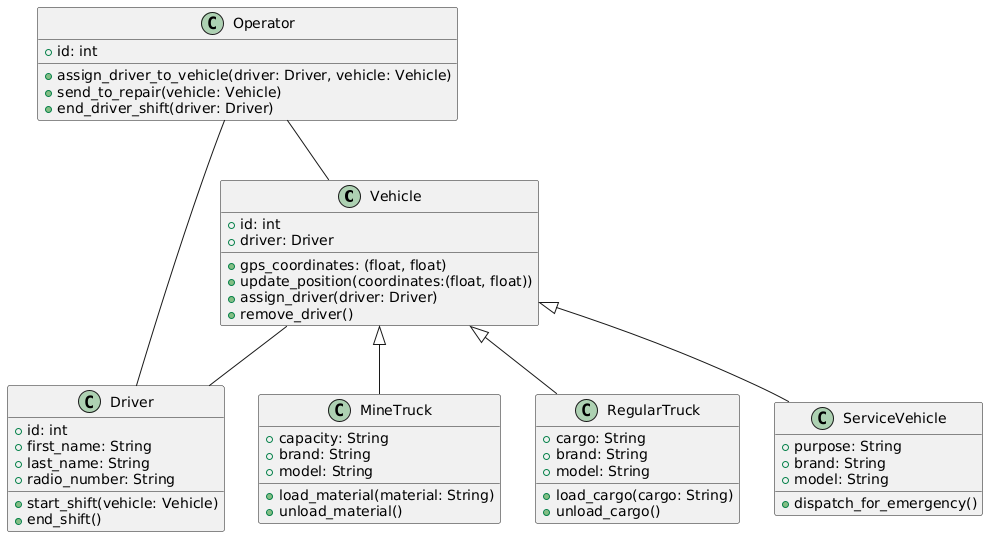 C Operator
id: int
assign_driver_to_vehicle(driver: Driver, vehicle: Vehicle)
send_to_repair(vehicle: Vehicle)
end_driver_shift(driver: Driver)
C Vehicle
id: int
driver: Driver
gps_coordinates: (float, float)
update_position(coordinates:(float, float))
assign_driver(driver: Driver)
remove_driver()
C Driver
id: int
first_name: String
last_name: String
radio_number: String
start_shift(vehicle: Vehicle)
end_shift()
C MineTruck
capacity: String
brand: String
model: String
load_material(material: String)
unload_material()
C RegularTruck
cargo: String
brand: String
model: String
load_cargo(cargo: String)
unload_cargo()
C ServiceVehicle
purpose: String
brand: String
model: String
dispatch_for_emergency()